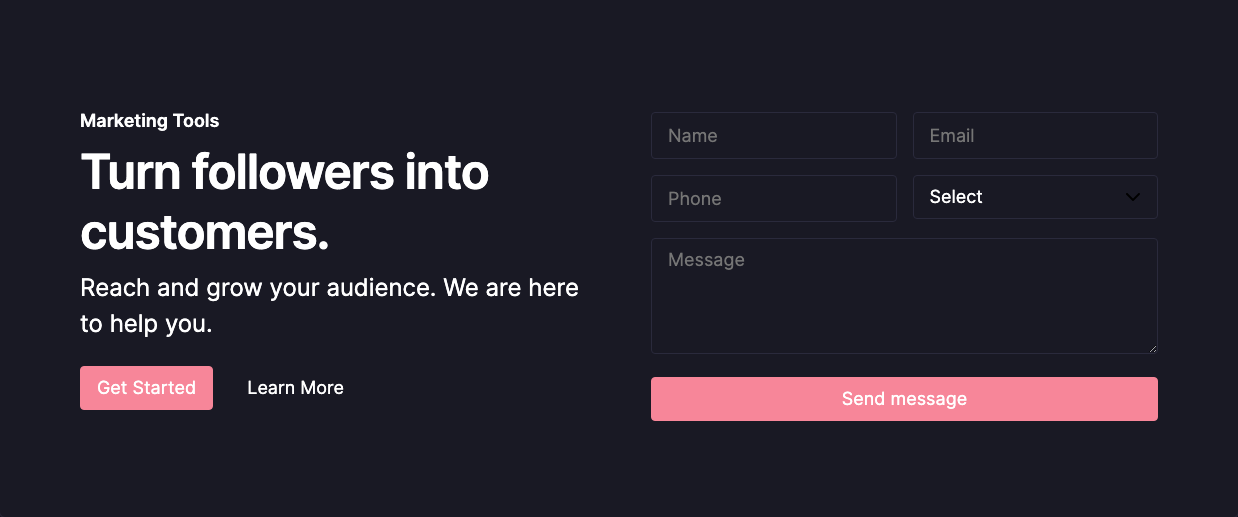 Marketing Tools
Turn followers into
customers.
Reach and grow your audience. We are here
to help you.
Get Started
Learn More
Name
Email
Phone
Select
Message
Send message